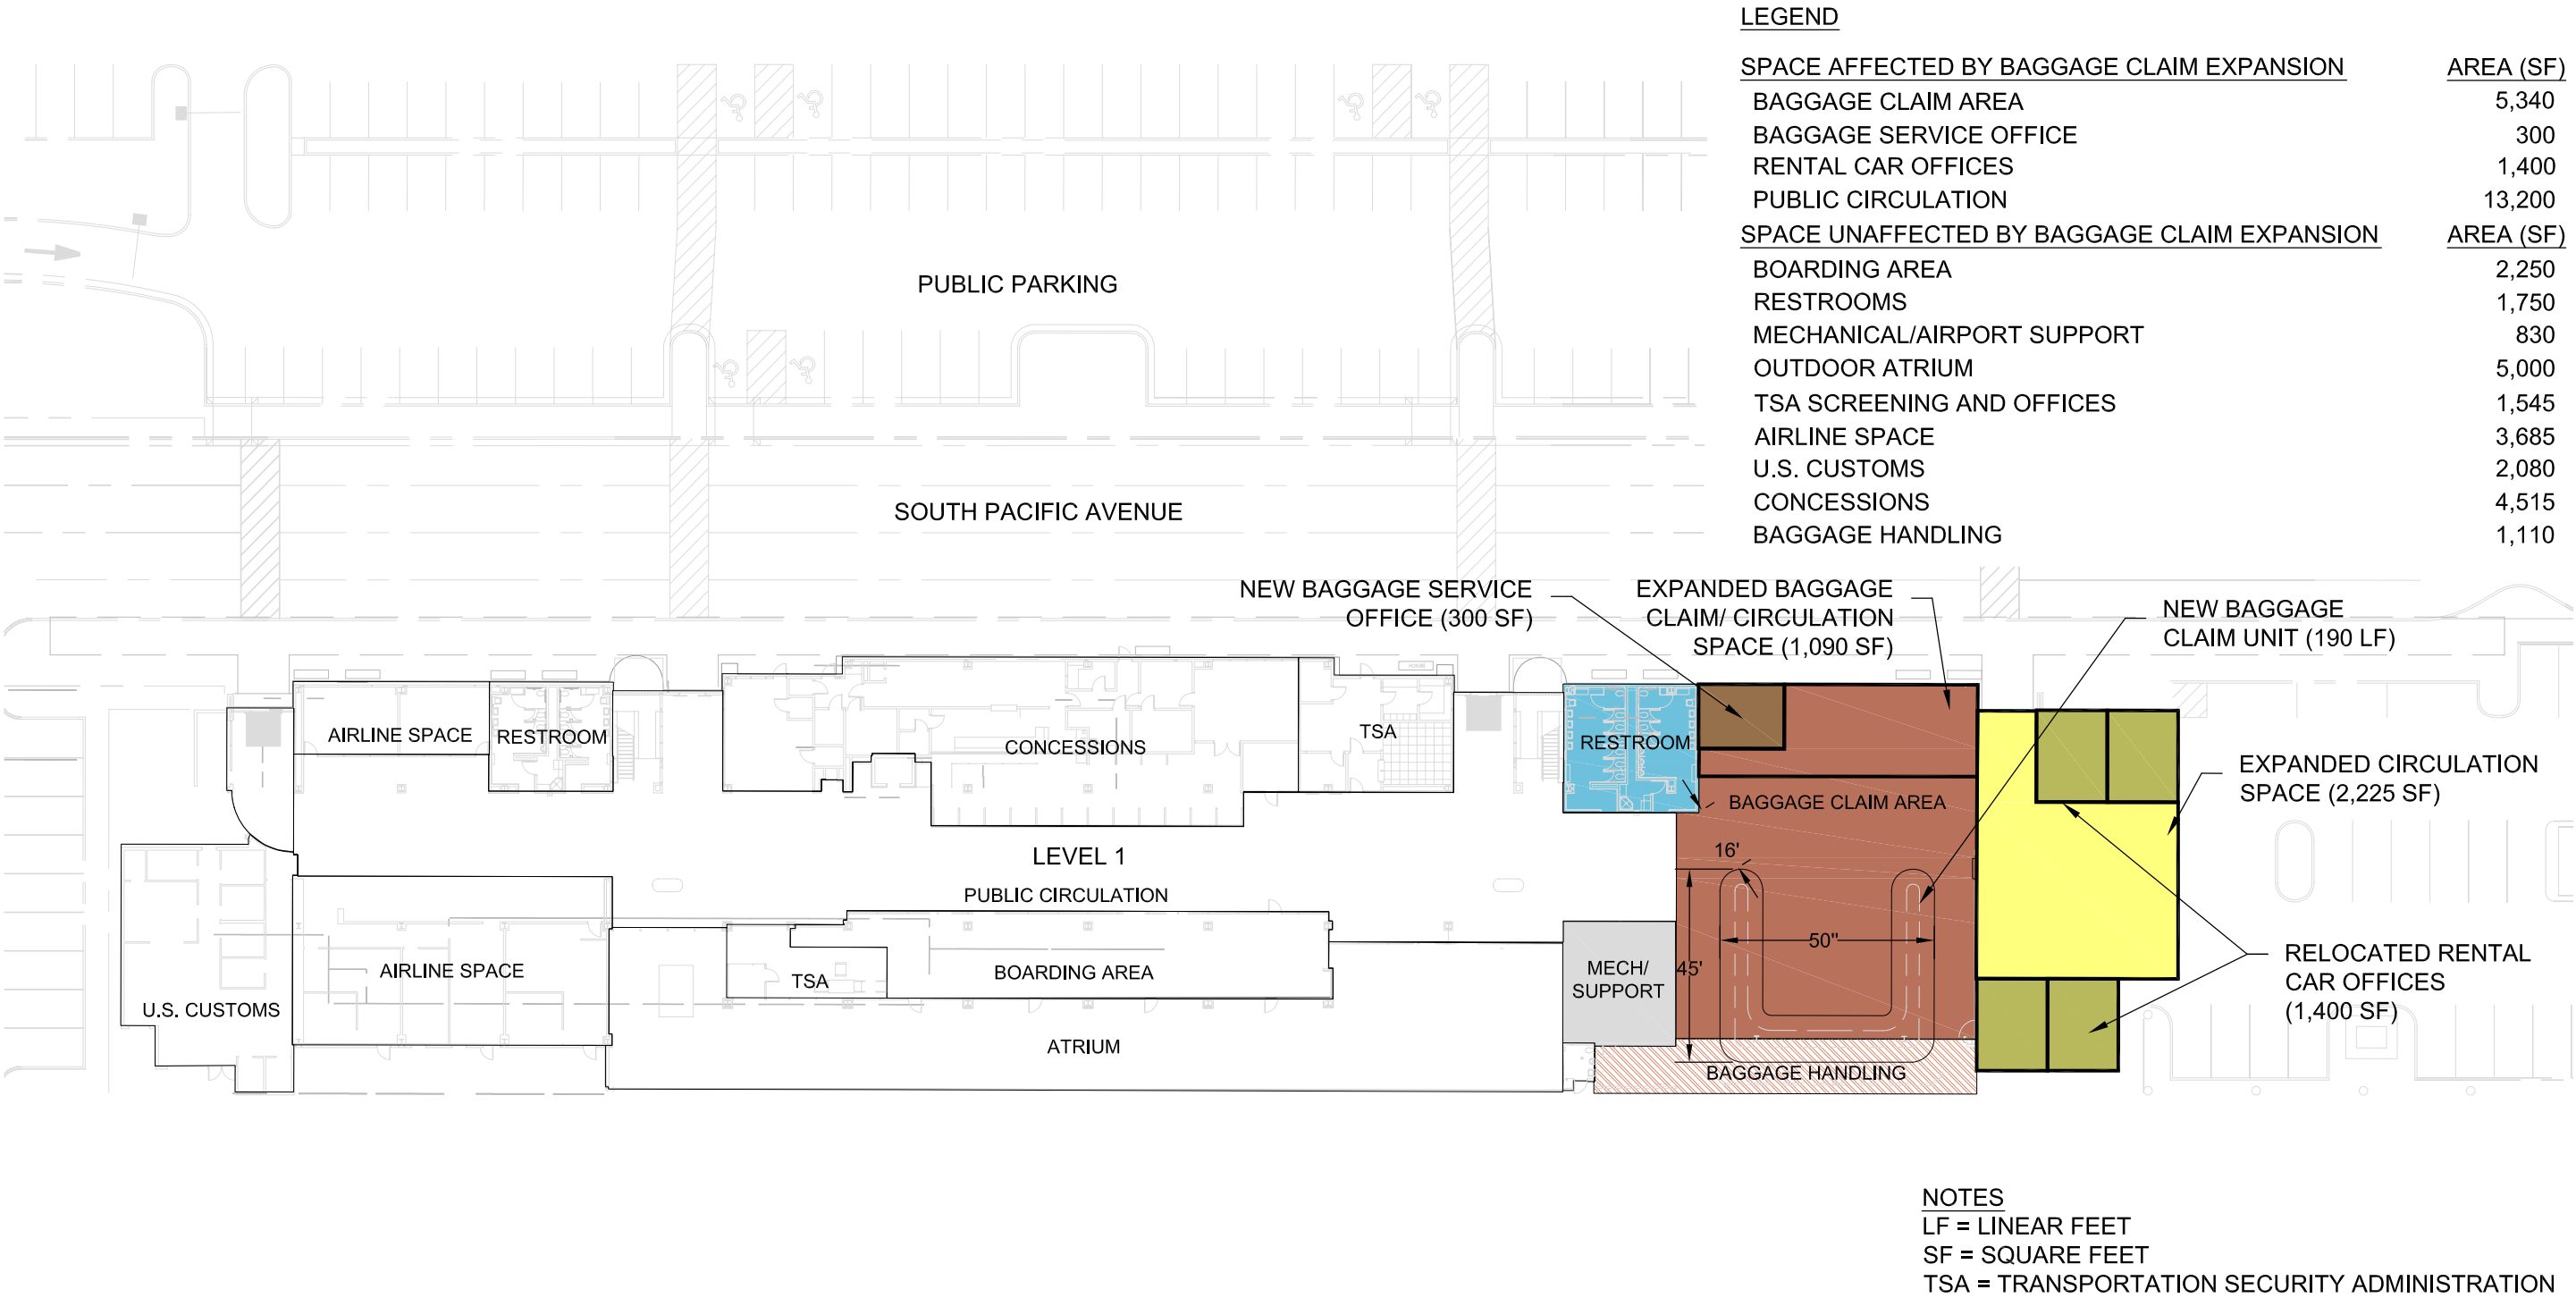 LEGEND
SPACE AFFECTED BY BAGGAGE CLAIM EXPANSION AREA (SF)
BAGGAGE CLAIM AREA 5,340
BAGGAGE SERVICE OFFICE 300
RENTAL CAR OFFICES 1,400
PUBLIC CIRCULATION 13,200
SPACE UNAFFECTED BY BAGGAGE CLAIM EXPANSION AREA (SF)
BOARDING AREA 2,250
RESTROOMS 1,750
MECHANICAL/AIRPORT SUPPORT 830
OUTDOOR ATRIUM 5,000
TSA SCREENING AND OFFICES 1,545
AIRLINE SPACE 3,685
U.S. CUSTOMS 2,080
CONCESSIONS 4,515
BAGGAGE HANDLING 1,110
PUBLIC PARKING
SOUTH PACIFIC AVENUE
NEW BAGGAGE SERVICE
OFFICE (300 SF)
EXPANDED BAGGAGE
CLAIM/ CIRCULATION
SPACE (1,090 SF)
NEW BAGGAGE
CLAIM UNIT (190 LF)
AIRLINE SPACE
RESTROOM
CONCESSIONS
TSA
RESTROOM
BAGGAGE CLAIM AREA
EXPANDED CIRCULATION
SPACE (2,225 SF)
LEVEL 1
PUBLIC CIRCULATION
16'
50"
45'
AIRLINE SPACE
TSA
BOARDING AREA
MECH/
SUPPORT
U.S. CUSTOMS
ATRIUM
BAGGAGE HANDLING
RELOCATED RENTAL
CAR OFFICES
(1,400 SF)
NOTES
LF = LINEAR FEET
SF = SQUARE FEET
TSA = TRANSPORTATION SECURITY ADMINISTRATION